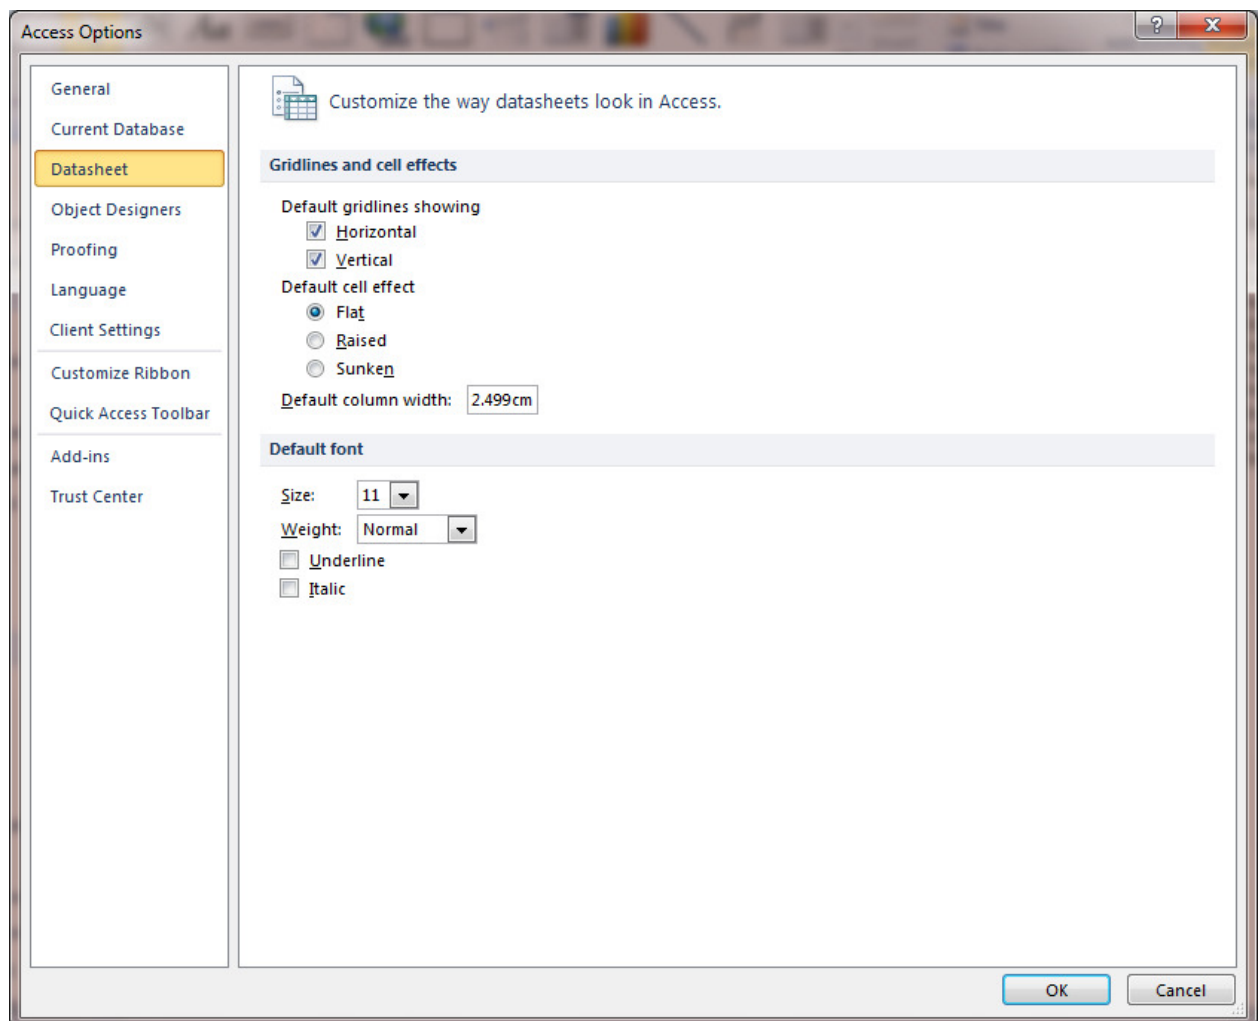 Access Options
?
X
General
Current Database
Datasheet
Object Designers
Proofing
Language
Client Settings
Customize Ribbon
Quick Access Toolbar
Add-ins
Trust Center
Customize the way datasheets look in Access.
Gridlines and cell effects
Default gridlines showing
Horizontal
Vertical
Default cell effect
Flat
Raised
Sunken
Default column width: 2.499cm
Default font
Size: 11
Weight: Normal
Underline
Italic
OK Cancel